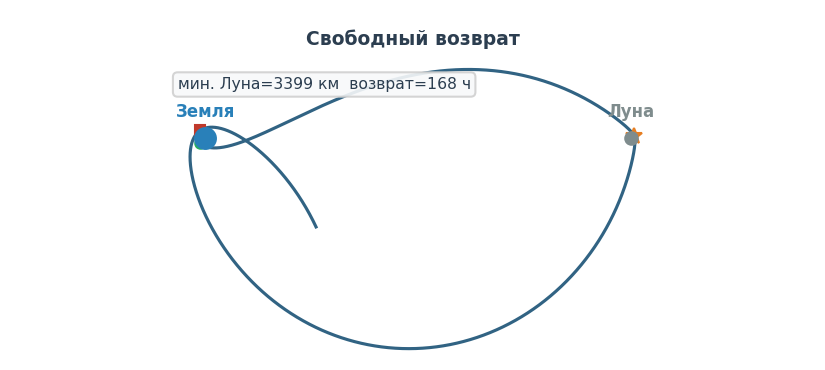 Свободный возврат
мин. Луна=3399 км  возврат=168 ч
Земля
Луна